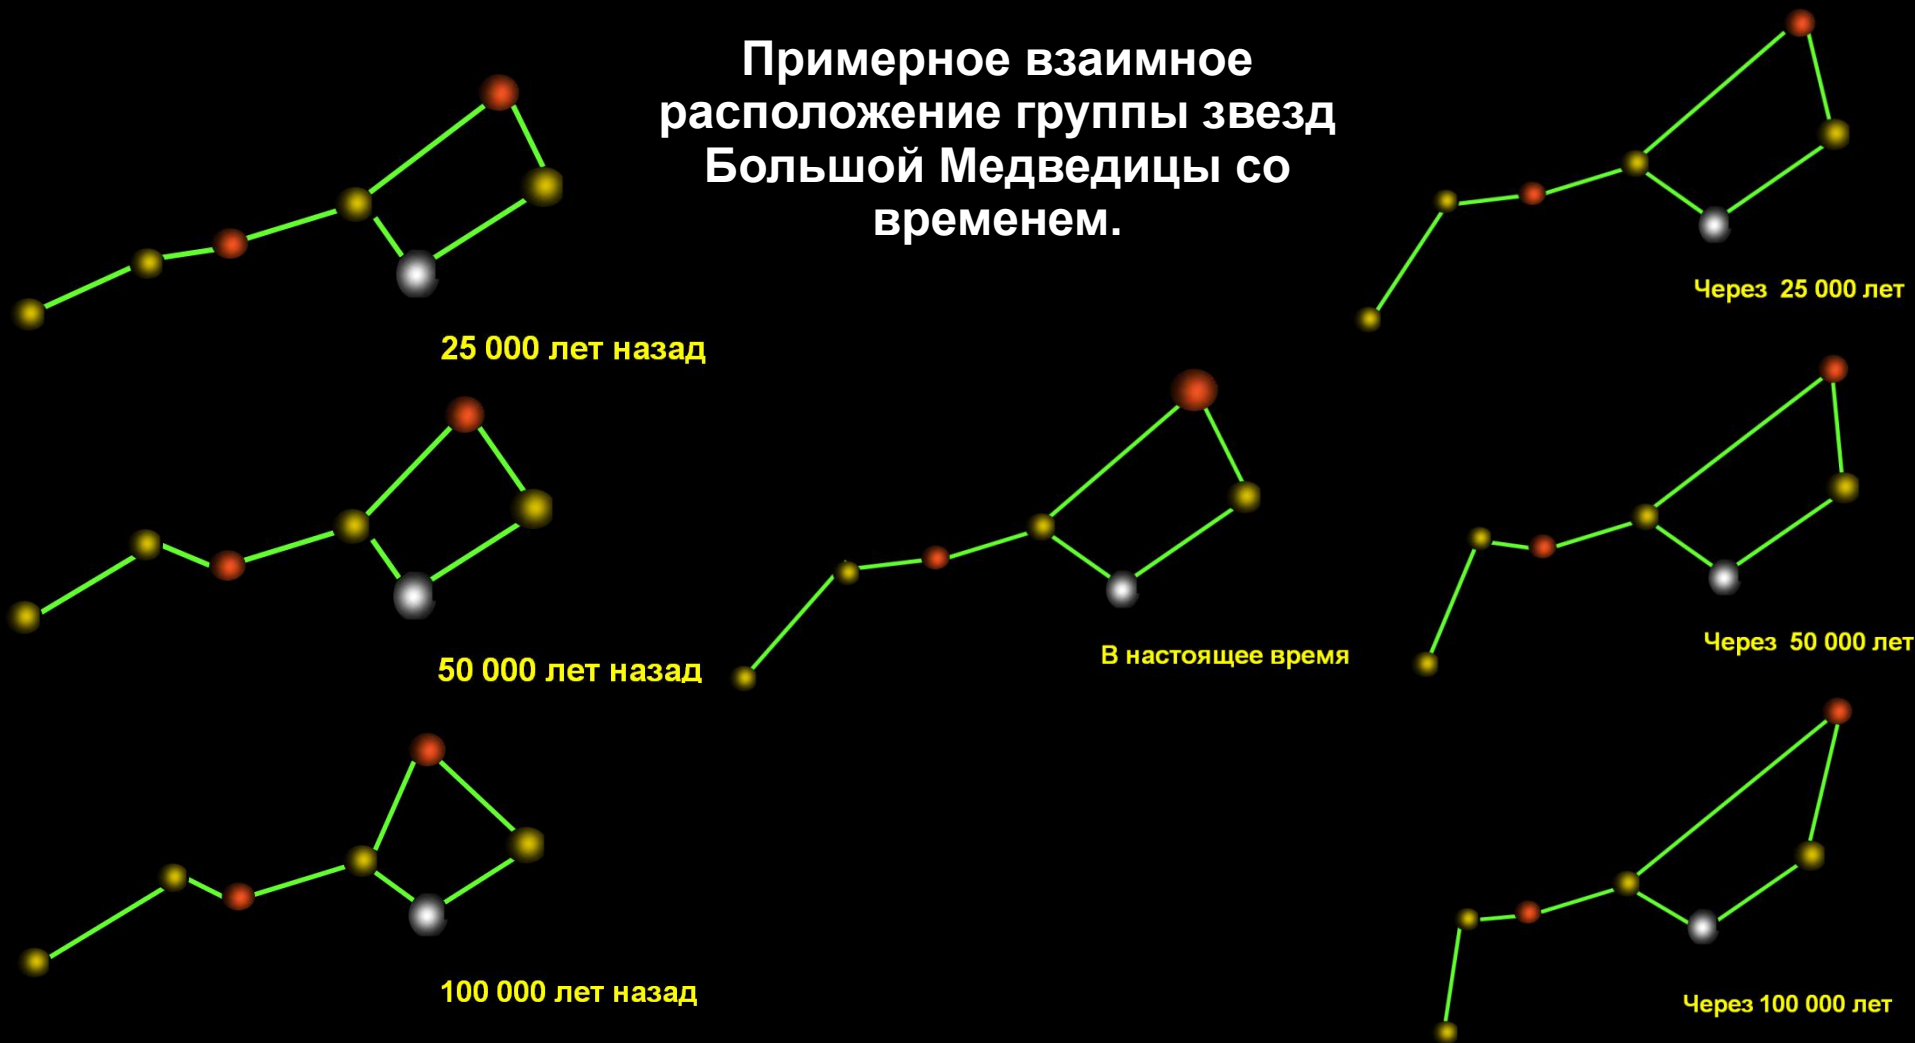 Примерное взаимное
расположение группы звезд
Большой Медведицы со
временем.
25 000 лет назад
50 000 лет назад
100 000 лет назад
В настоящее время
Через 25 000 лет
Через 50 000 лет
Через 100 000 лет